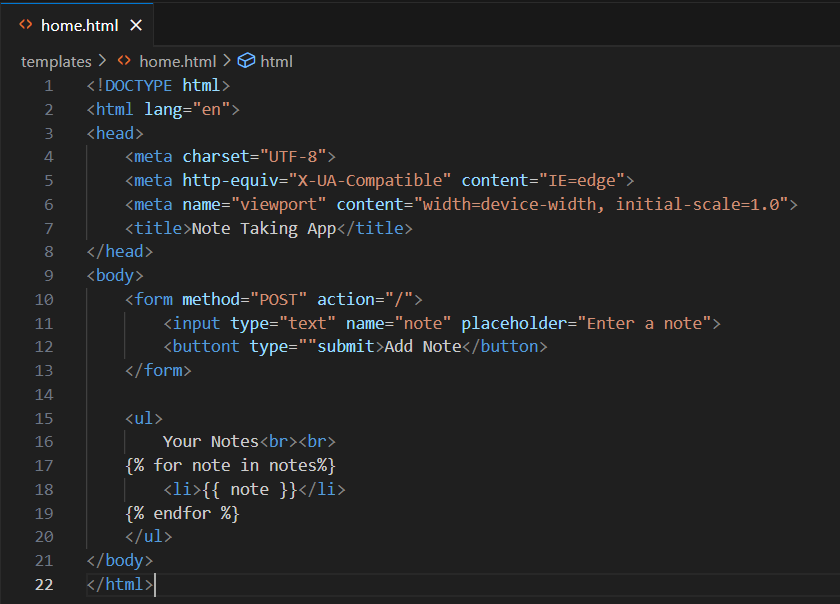 home.html
templates > home.html > html
1 <!DOCTYPE html>
2 <html lang="en">
3 <head>
4     <meta charset="UTF-8">
5     <meta http-equiv="X-UA-Compatible" content="IE=edge">
6     <meta name="viewport" content="width=device-width, initial-scale=1.0">
7     <title>Note Taking App</title>
8 </head>
9 <body>
10     <form method="POST" action="/">
11         <input type="text" name="note" placeholder="Enter a note">
12         <buttont type=""submit>Add Note</button>
13     </form>
14
15     <ul>
16         Your Notes<br><br>
17     {% for note in notes%}
18         <li>{{ note }}</li>
19     {% endfor %}
20     </ul>
21 </body>
22 </html>